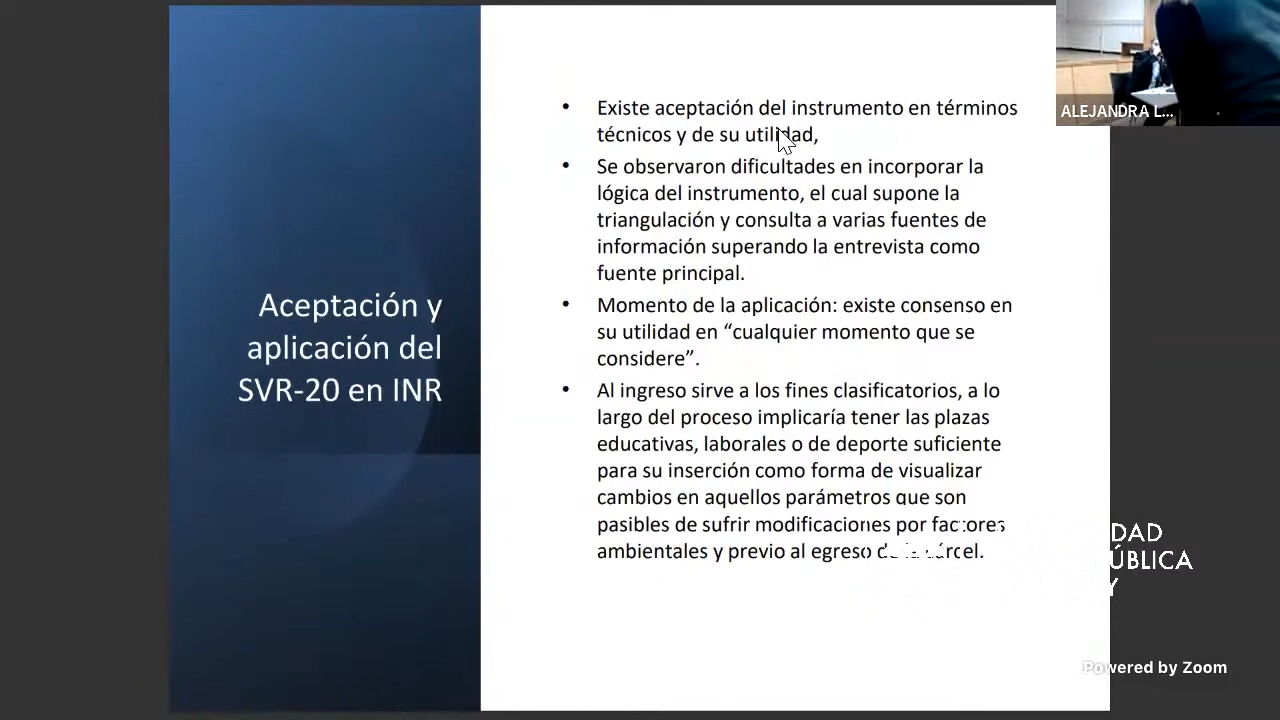 Aceptación y
aplicación del
SVR-20 en INR
• Existe aceptación del instrumento en términos
técnicos y de su utilidad,
• Se observaron dificultades en incorporar la
lógica del instrumento, el cual supone la
triangulación y consulta a varias fuentes de
información superando la entrevista como
fuente principal.
• Momento de la aplicación: existe consenso en
su utilidad en “cualquier momento que se
considere”.
• Al ingreso sirve a los fines clasificatorios, a lo
largo del proceso implicaría tener las plazas
educativas, laborales o de deporte suficiente
para su inserción como forma de visualizar
cambios en aquellos parámetros que son
pasibles de sufrir modificaciones por factores
ambientales y previo al egreso
ALEJANDRA L...
DAD
ÚBLICA
Y
Powered by Zoom